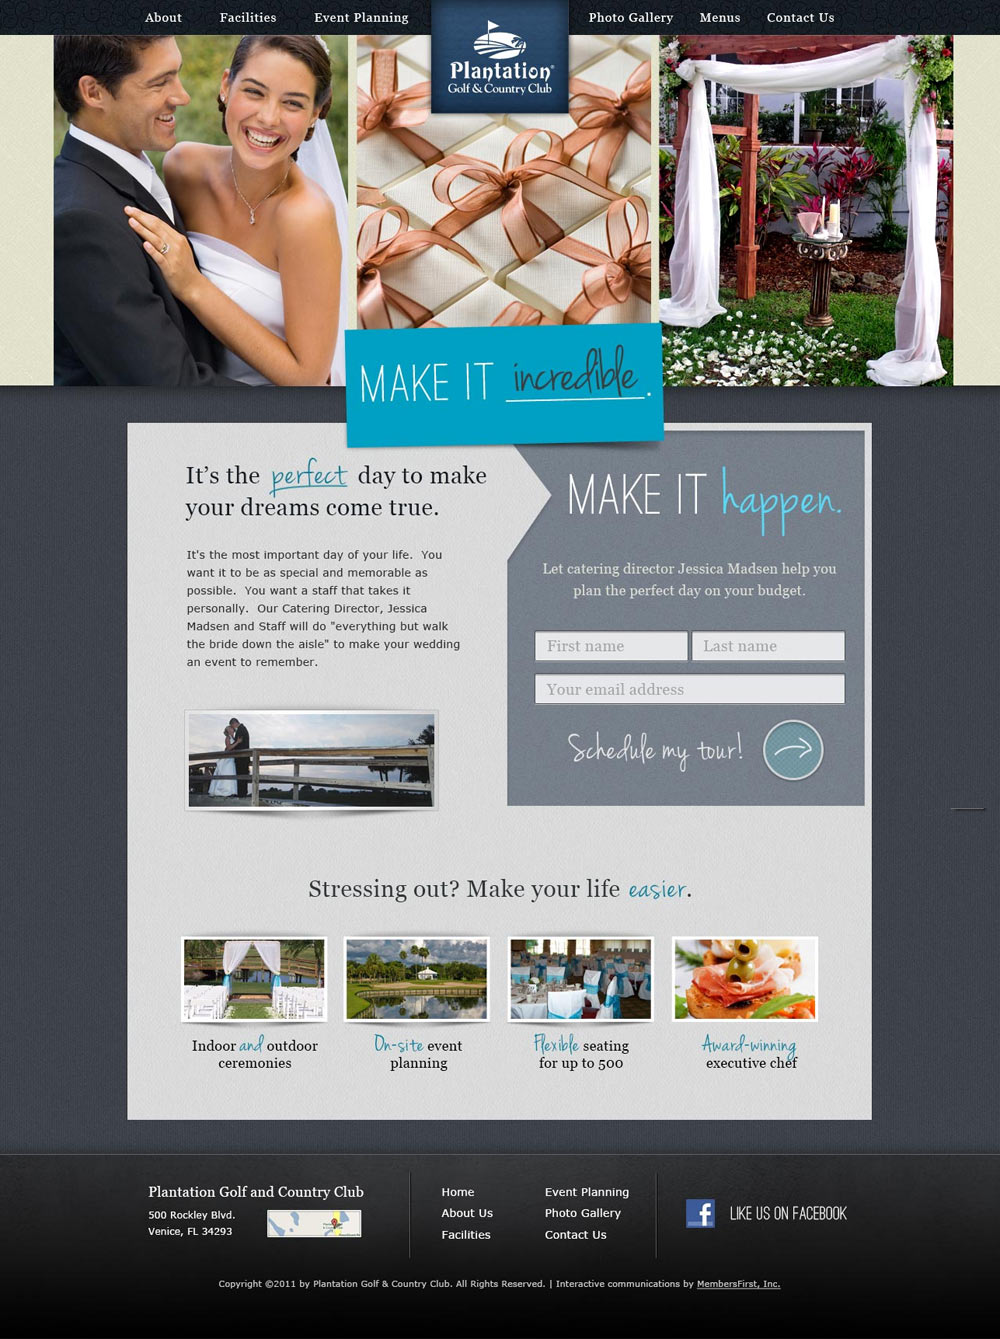 About Facilities Event Planning Photo Gallery Menus Contact Us
Plantation®
Golf & Country Club
MAKE IT incredible.
It's the perfect day to make
your dreams come true.
It's the most important day of your life. You
want it to be as special and memorable as
possible. You want a staff that takes it
personally. Our Catering Director, Jessica
Madsen and Staff will do "everything but walk
the bride down the aisle" to make your wedding
an event to remember.
MAKE IT happen.
Let catering director Jessica Madsen help you
plan the perfect day on your budget.
First name Last name
Your email address
Schedule my tour!
Stressing out? Make your life easier.
Indoor and outdoor
ceremonies
On-site event
planning
Flexible seating
for up to 500
Award-winning
executive chef
Plantation Golf and Country Club
500 Rockley Blvd.
Venice, FL 34293
Home
About Us
Facilities
Event Planning
Photo Gallery
Contact Us
f LIKE US ON FACEBOOK
Copyright ©2011 by Plantation Golf & Country Club. All Rights Reserved. | Interactive communications by MembersFirst, Inc.